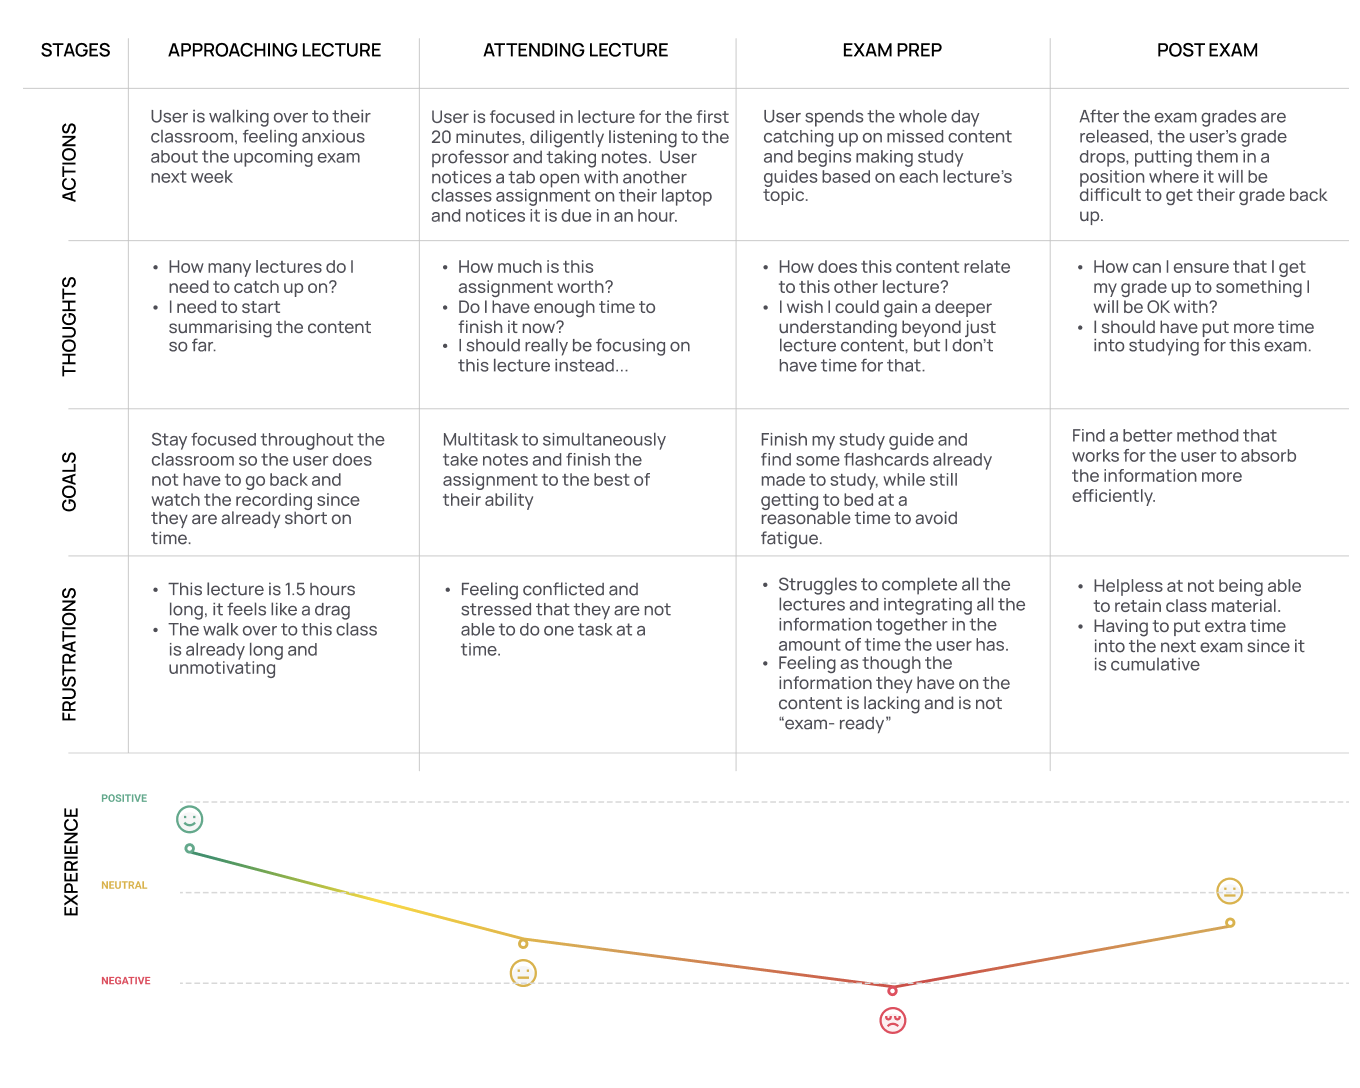 STAGES
APPROACHING LECTURE
ATTENDING LECTURE
EXAM PREP
POST EXAM
ACTIONS
User is walking over to their
classroom, feeling anxious
about the upcoming exam
next week
User is focused in lecture for the first
20 minutes, diligently listening to the
professor and taking notes.  User
notices a tab open with another
classes assignment on their laptop
and notices it is due in an hour.
User spends the whole day
catching up on missed content
and begins making study
guides based on each lecture's
topic.
After the exam grades are
released, the user's grade
drops, putting them in a
position where it will be
difficult to get their grade back
up.
THOUGHTS
• How many lectures do I
need to catch up on?
• I need to start
summarising the content
so far.
• How much is this
assignment worth?
• Do I have enough time to
finish it now?
• I should really be focusing on
this lecture instead...
• How does this content relate
to this other lecture?
• I wish I could gain a deeper
understanding beyond just
lecture content, but I don't
have time for that.
• How can I ensure that I get
my grade up to something I
will be OK with?
• I should have put more time
into studying for this exam.
GOALS
Stay focused throughout the
classroom so the user does
not have to go back and
watch the recording since
they are already short on
time.
Multitask to simultaneously
take notes and finish the
assignment to the best of
their ability
Finish my study guide and
find some flashcards already
made to study, while still
getting to bed at a
reasonable time to avoid
fatigue.
Find a better method that
works for the user to absorb
the information more
efficiently.
FRUSTRATIONS
• This lecture is 1.5 hours
long, it feels like a drag
• The walk over to this class
is already long and
unmotivating
• Feeling conflicted and
stressed that they are not
able to do one task at a
time.
• Struggles to complete all the
lectures and integrating all the
information together in the
amount of time the user has.
• Feeling as though the
information they have on the
content is lacking and is not
“exam- ready”
• Helpless at not being able
to retain class material.
• Having to put extra time
into the next exam since it
is cumulative
EXPERIENCE
POSITIVE
NEUTRAL
NEGATIVE